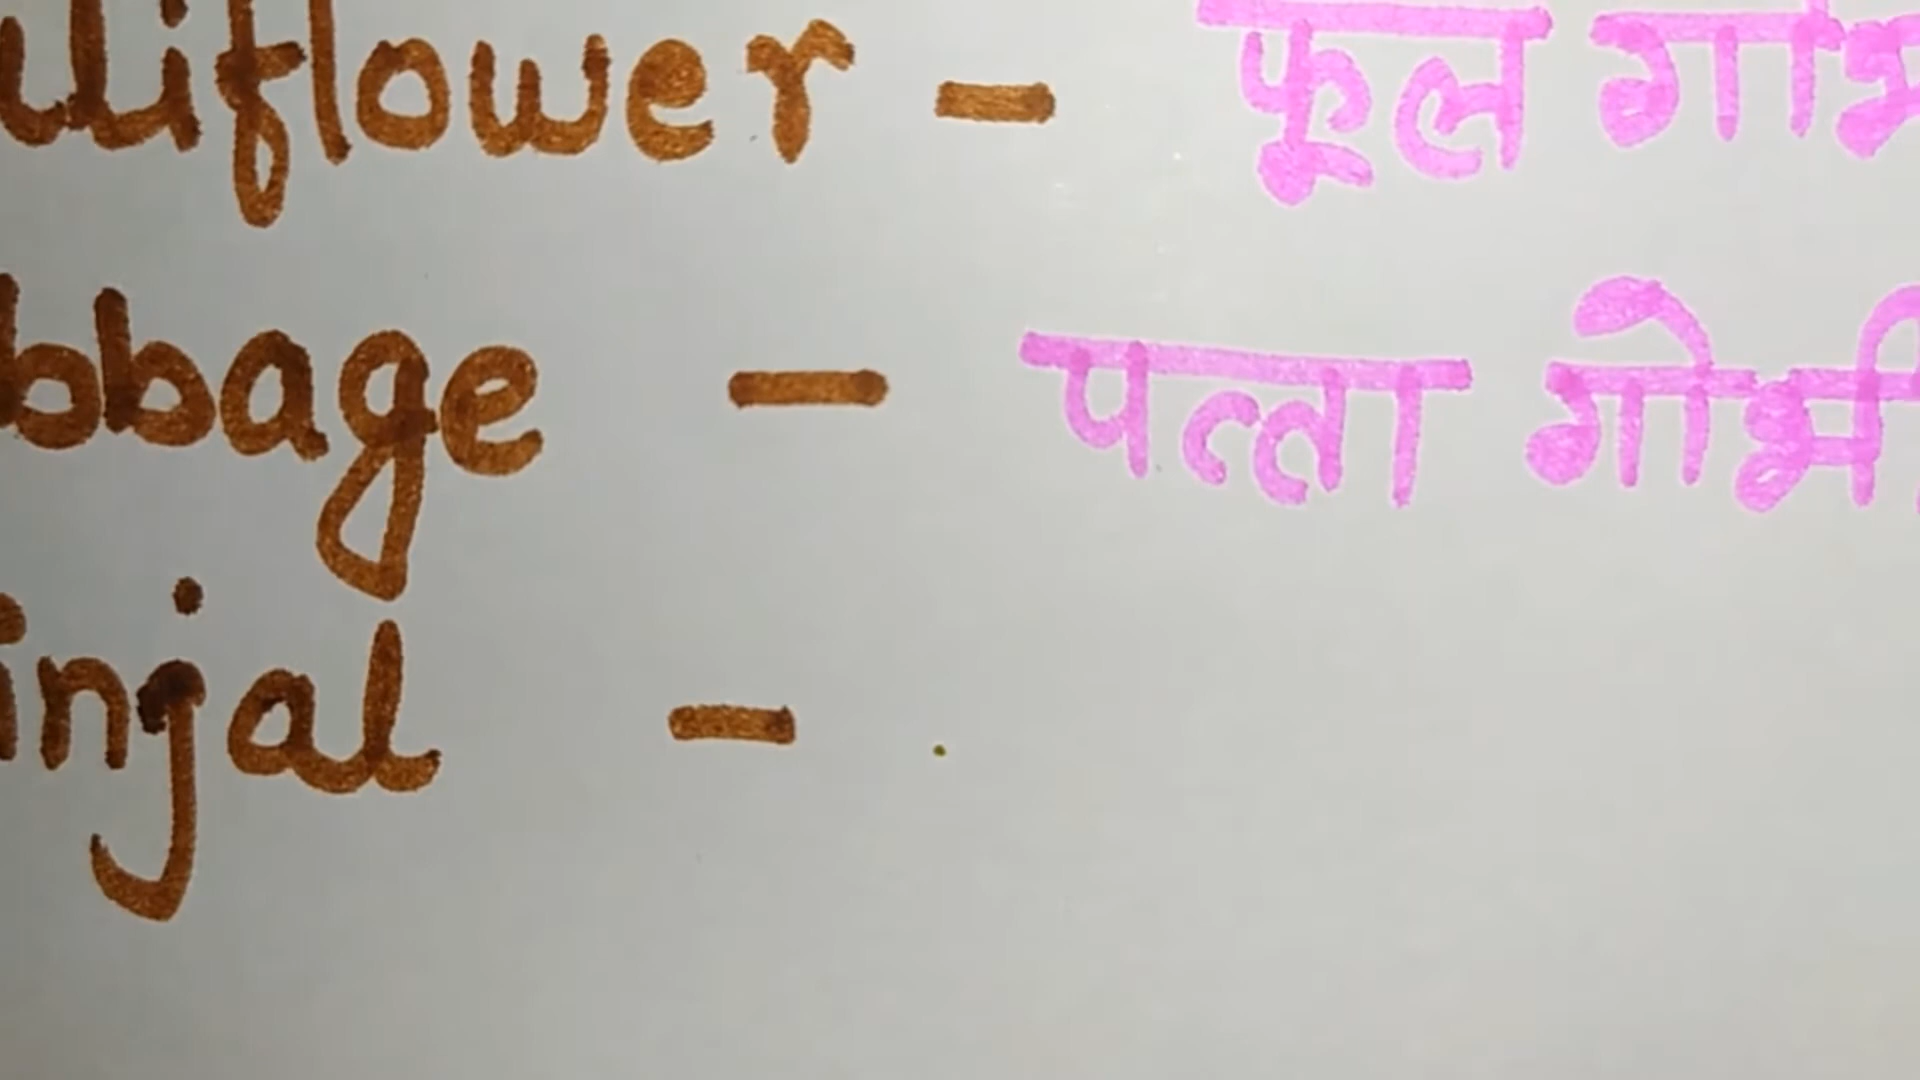 uliflower - फूल गोभ
bbage - पत्ता गोभी
injal -